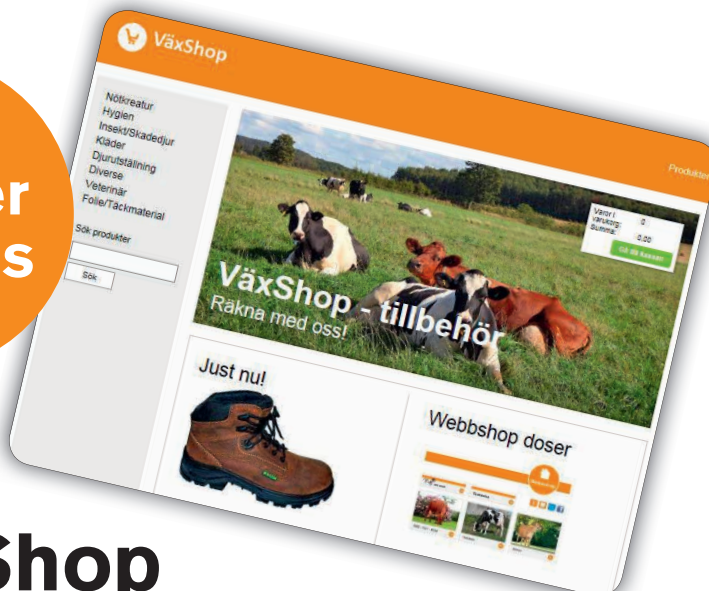 VäxShop
Produkter
Nötkreatur
Hygien
Insekt/Skadedjur
Kläder
Djurutställning
Diverse
Veterinär
Folie/Täckmaterial
Sök produkter
Sök
Varor i varukorg: 0
Summa: 0.00
Gå till kassan
VäxShop - tillbehör
Räkna med oss!
er
s
Just nu!
Webbshop doser
Shop